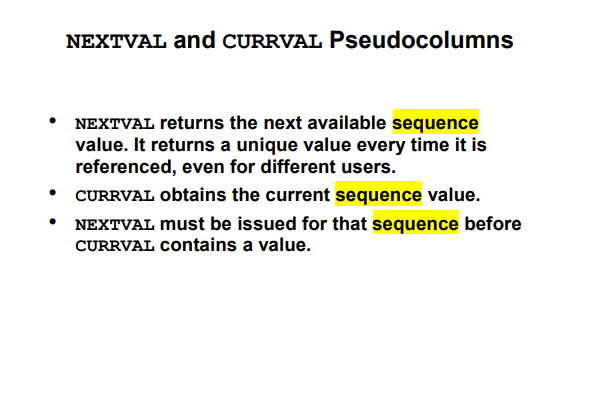 NEXTVAL and CURRVAL Pseudocolumns
• NEXTVAL returns the next available sequence
value. It returns a unique value every time it is
referenced, even for different users.
• CURRVAL obtains the current sequence value.
• NEXTVAL must be issued for that sequence before
CURRVAL contains a value.